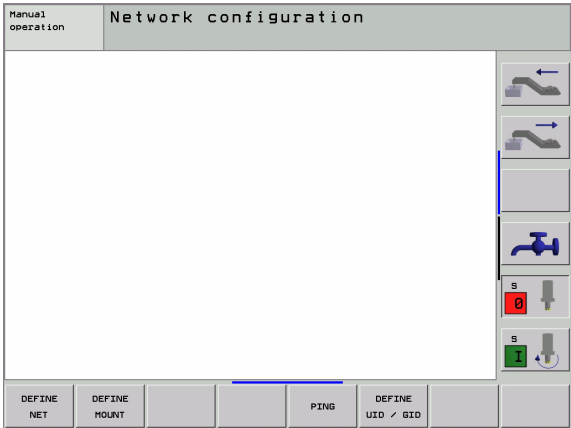 Manual
operation
Network configuration
S
0
S
I
DEFINE
NET
DEFINE
MOUNT
PING
DEFINE
UID / GID